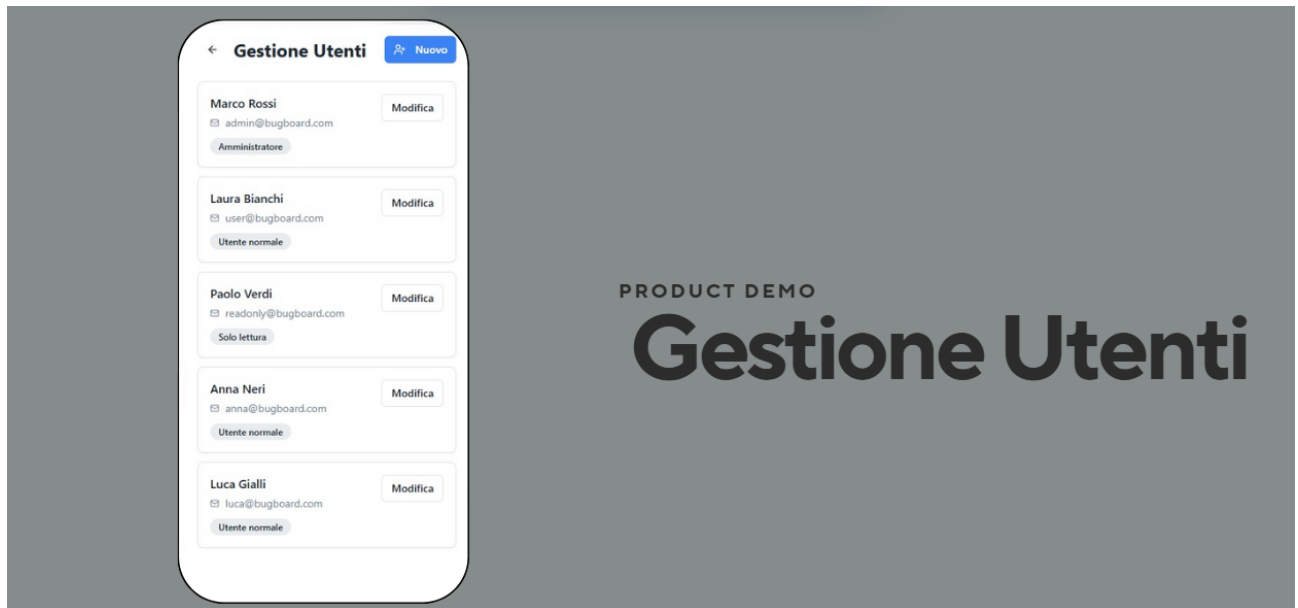 Gestione Utenti
Nuovo
Marco Rossi
Modifica
admin@bugboard.com
Amministratore
Laura Bianchi
Modifica
user@bugboard.com
Utente normale
Paolo Verdi
Modifica
readonly@bugboard.com
Solo lettura
Anna Neri
Modifica
anna@bugboard.com
Utente normale
Luca Gialli
Modifica
luca@bugboard.com
Utente normale
PRODUCT DEMO
Gestione Utenti